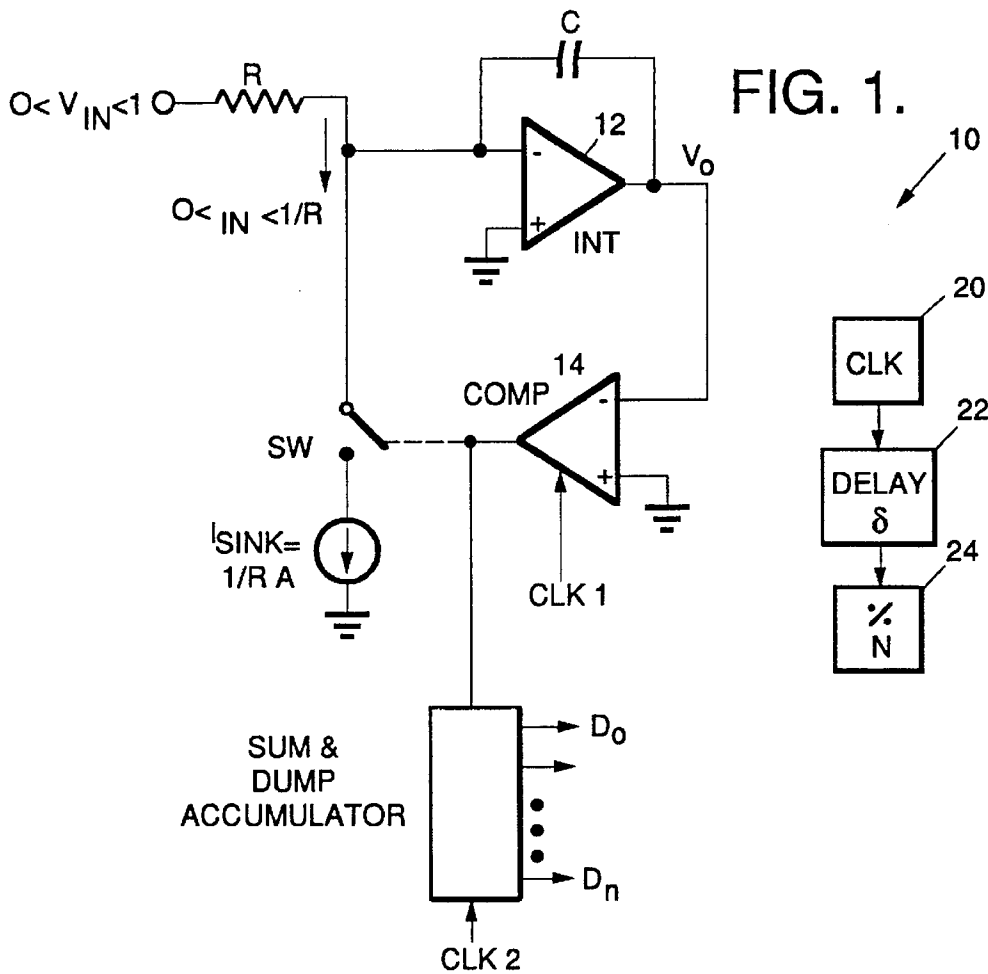 FIG. 1.
C
R
O< V_IN <1
12
10
-
+
INT
V_o
O< _IN <1/R
20
CLK
22
DELAY
δ
24
%
N
14
COMP
-
+
SW
I_SINK=
1/R A
CLK 1
SUM &
DUMP
ACCUMULATOR
D_o
D_n
CLK 2